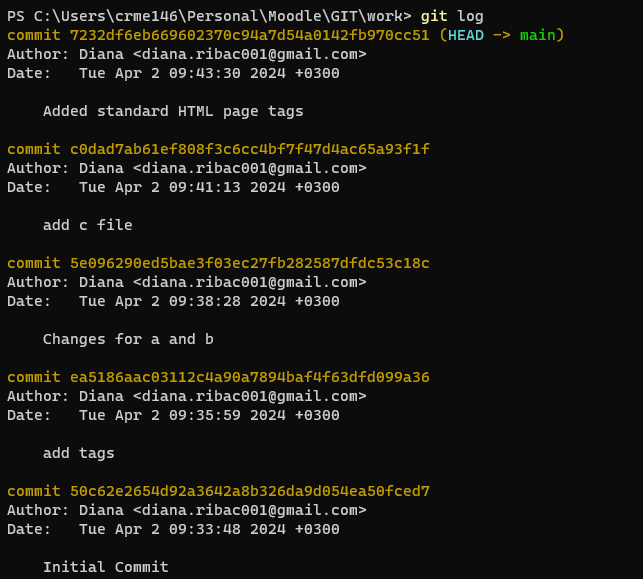 PS C:\Users\crme146\Personal\Moodle\GIT\work> git log
commit 7232df6eb669602370c94a7d54a0142fb970cc51 (HEAD -> main)
Author: Diana <diana.ribac001@gmail.com>
Date:   Tue Apr 2 09:43:30 2024 +0300

    Added standard HTML page tags

commit c0dad7ab61ef808f3c6cc4bf7f47d4ac65a93f1f
Author: Diana <diana.ribac001@gmail.com>
Date:   Tue Apr 2 09:41:13 2024 +0300

    add c file

commit 5e096290ed5bae3f03ec27fb282587dfdc53c18c
Author: Diana <diana.ribac001@gmail.com>
Date:   Tue Apr 2 09:38:28 2024 +0300

    Changes for a and b

commit ea5186aac03112c4a90a7894baf4f63dfd099a36
Author: Diana <diana.ribac001@gmail.com>
Date:   Tue Apr 2 09:35:59 2024 +0300

    add tags

commit 50c62e2654d92a3642a8b326da9d054ea50fced7
Author: Diana <diana.ribac001@gmail.com>
Date:   Tue Apr 2 09:33:48 2024 +0300

    Initial Commit